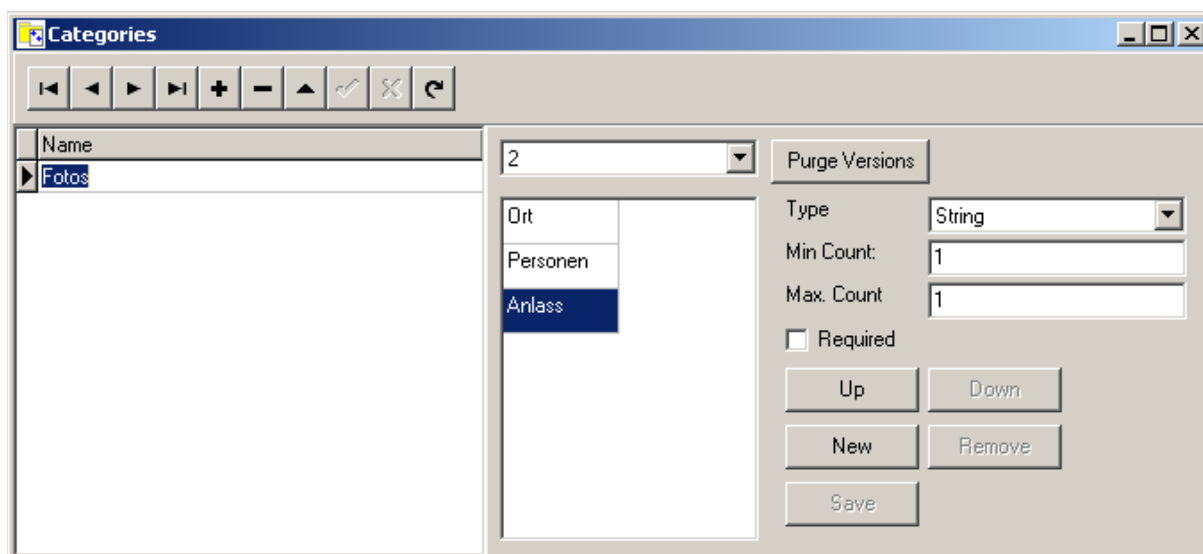 Categories
Name
Fotos
2
Purge Versions
Ort
Personen
Anlass
Type
String
Min Count:
1
Max. Count
1
Required
Up
Down
New
Remove
Save